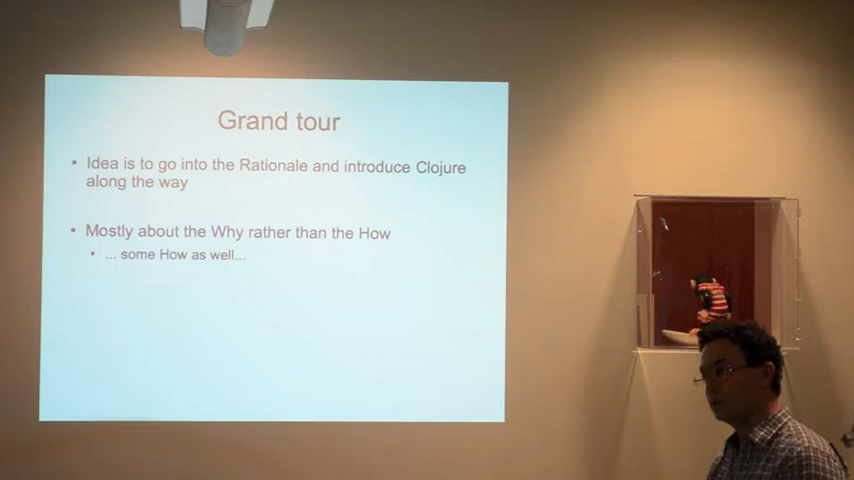 Grand tour
• Idea is to go into the Rationale and introduce Clojure
along the way
• Mostly about the Why rather than the How
• ... some How as well...